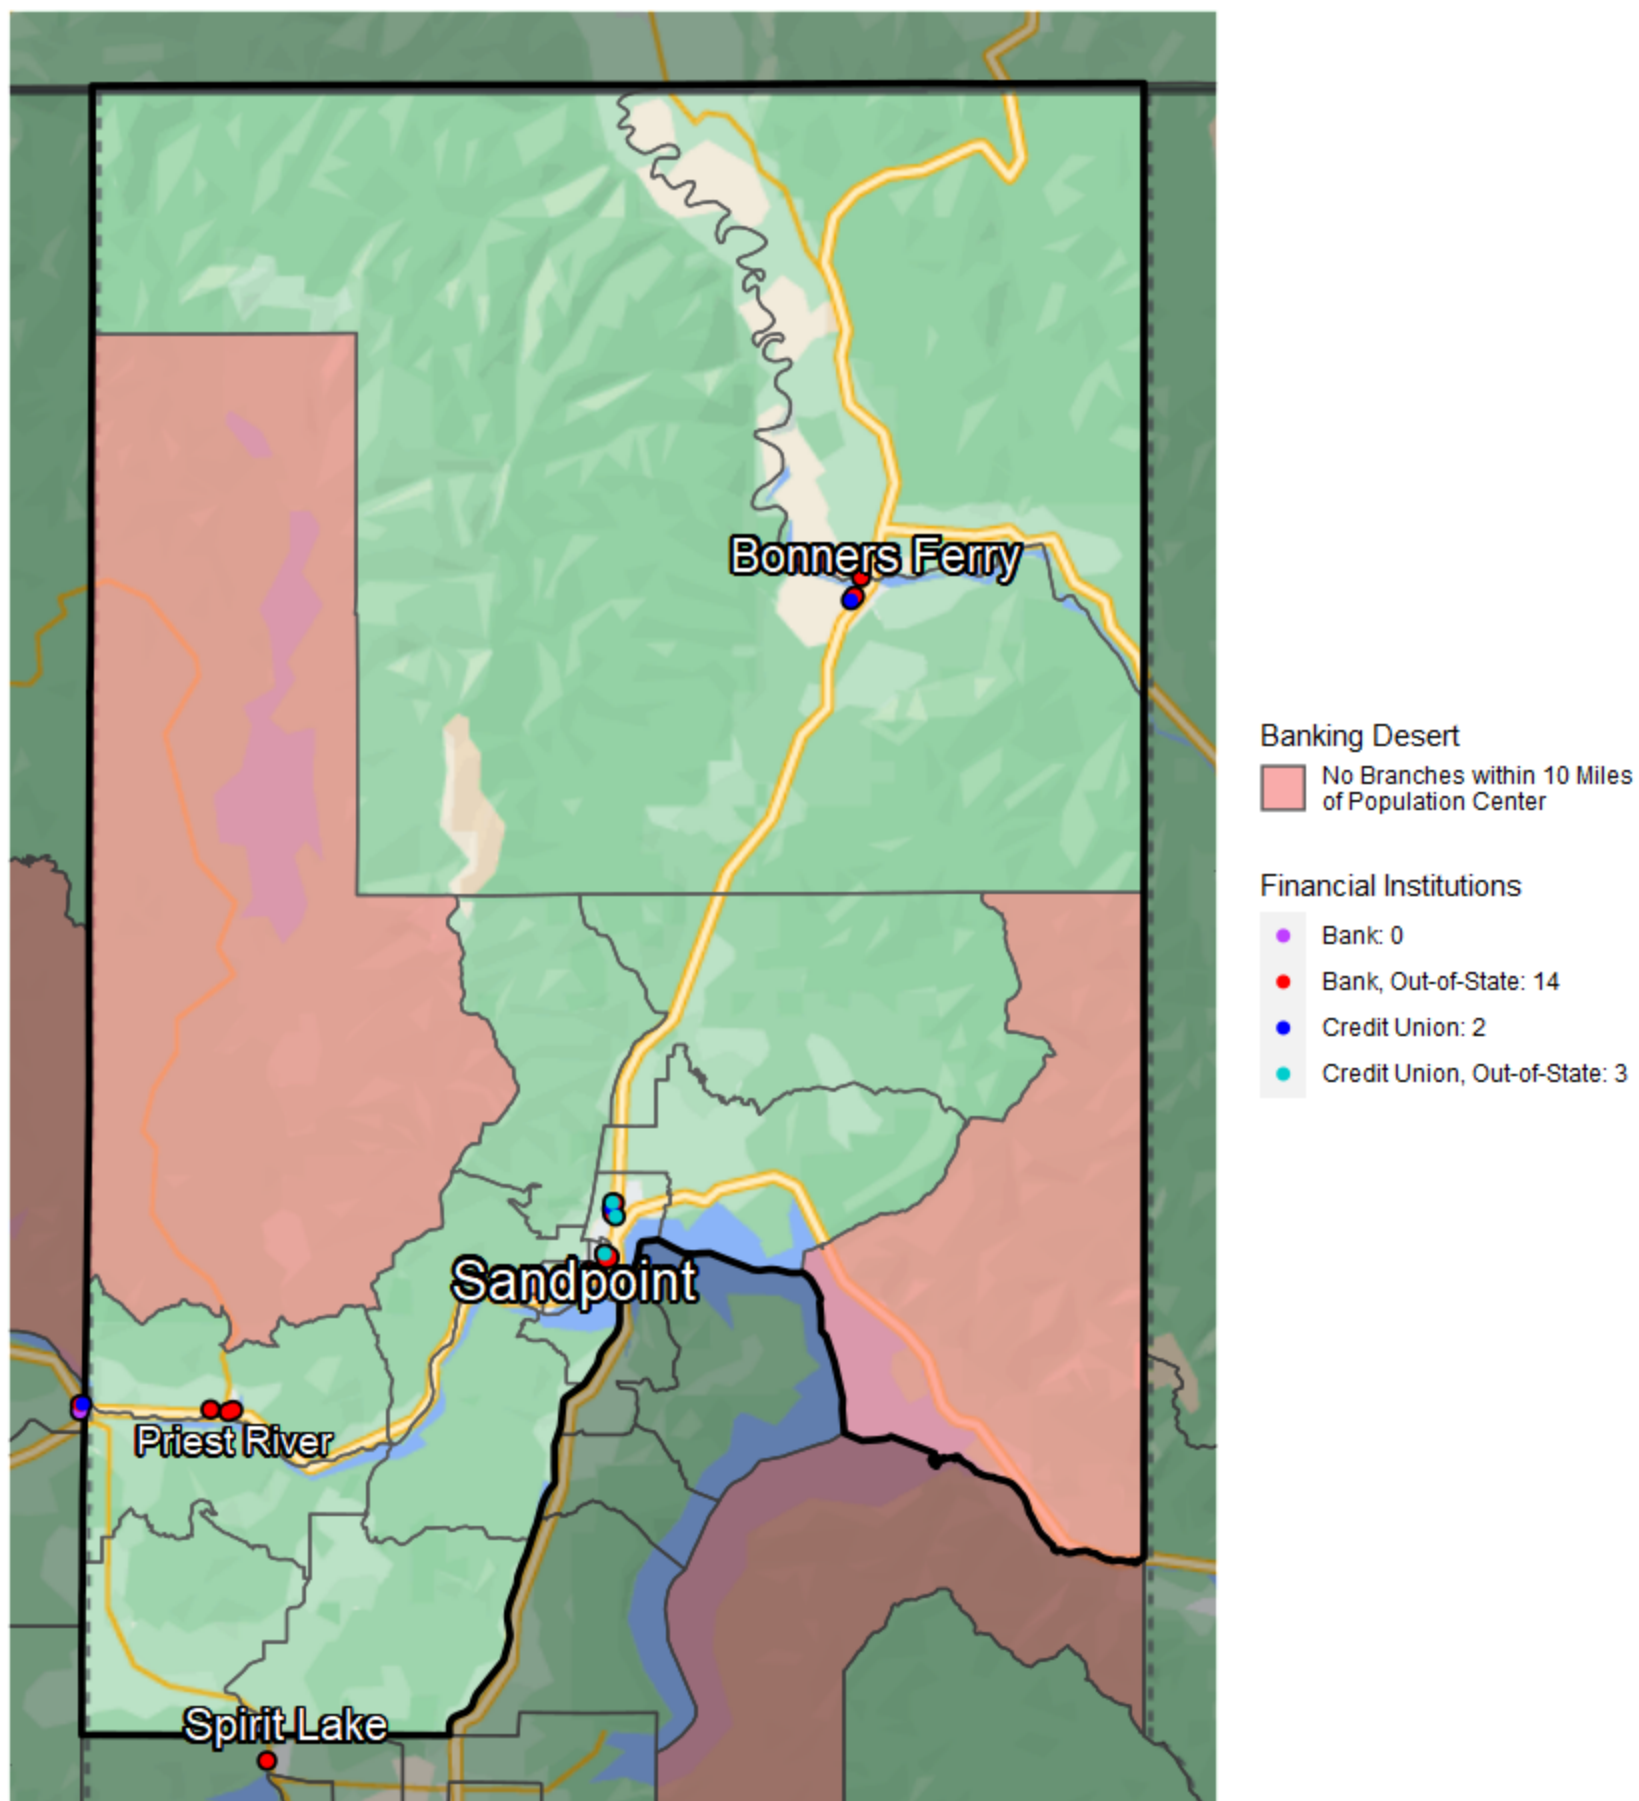 Bonners Ferry
Sandpoint
Priest River
Spirit Lake
Banking Desert
No Branches within 10 Miles
of Population Center
Financial Institutions
Bank: 0
Bank, Out-of-State: 14
Credit Union: 2
Credit Union, Out-of-State: 3